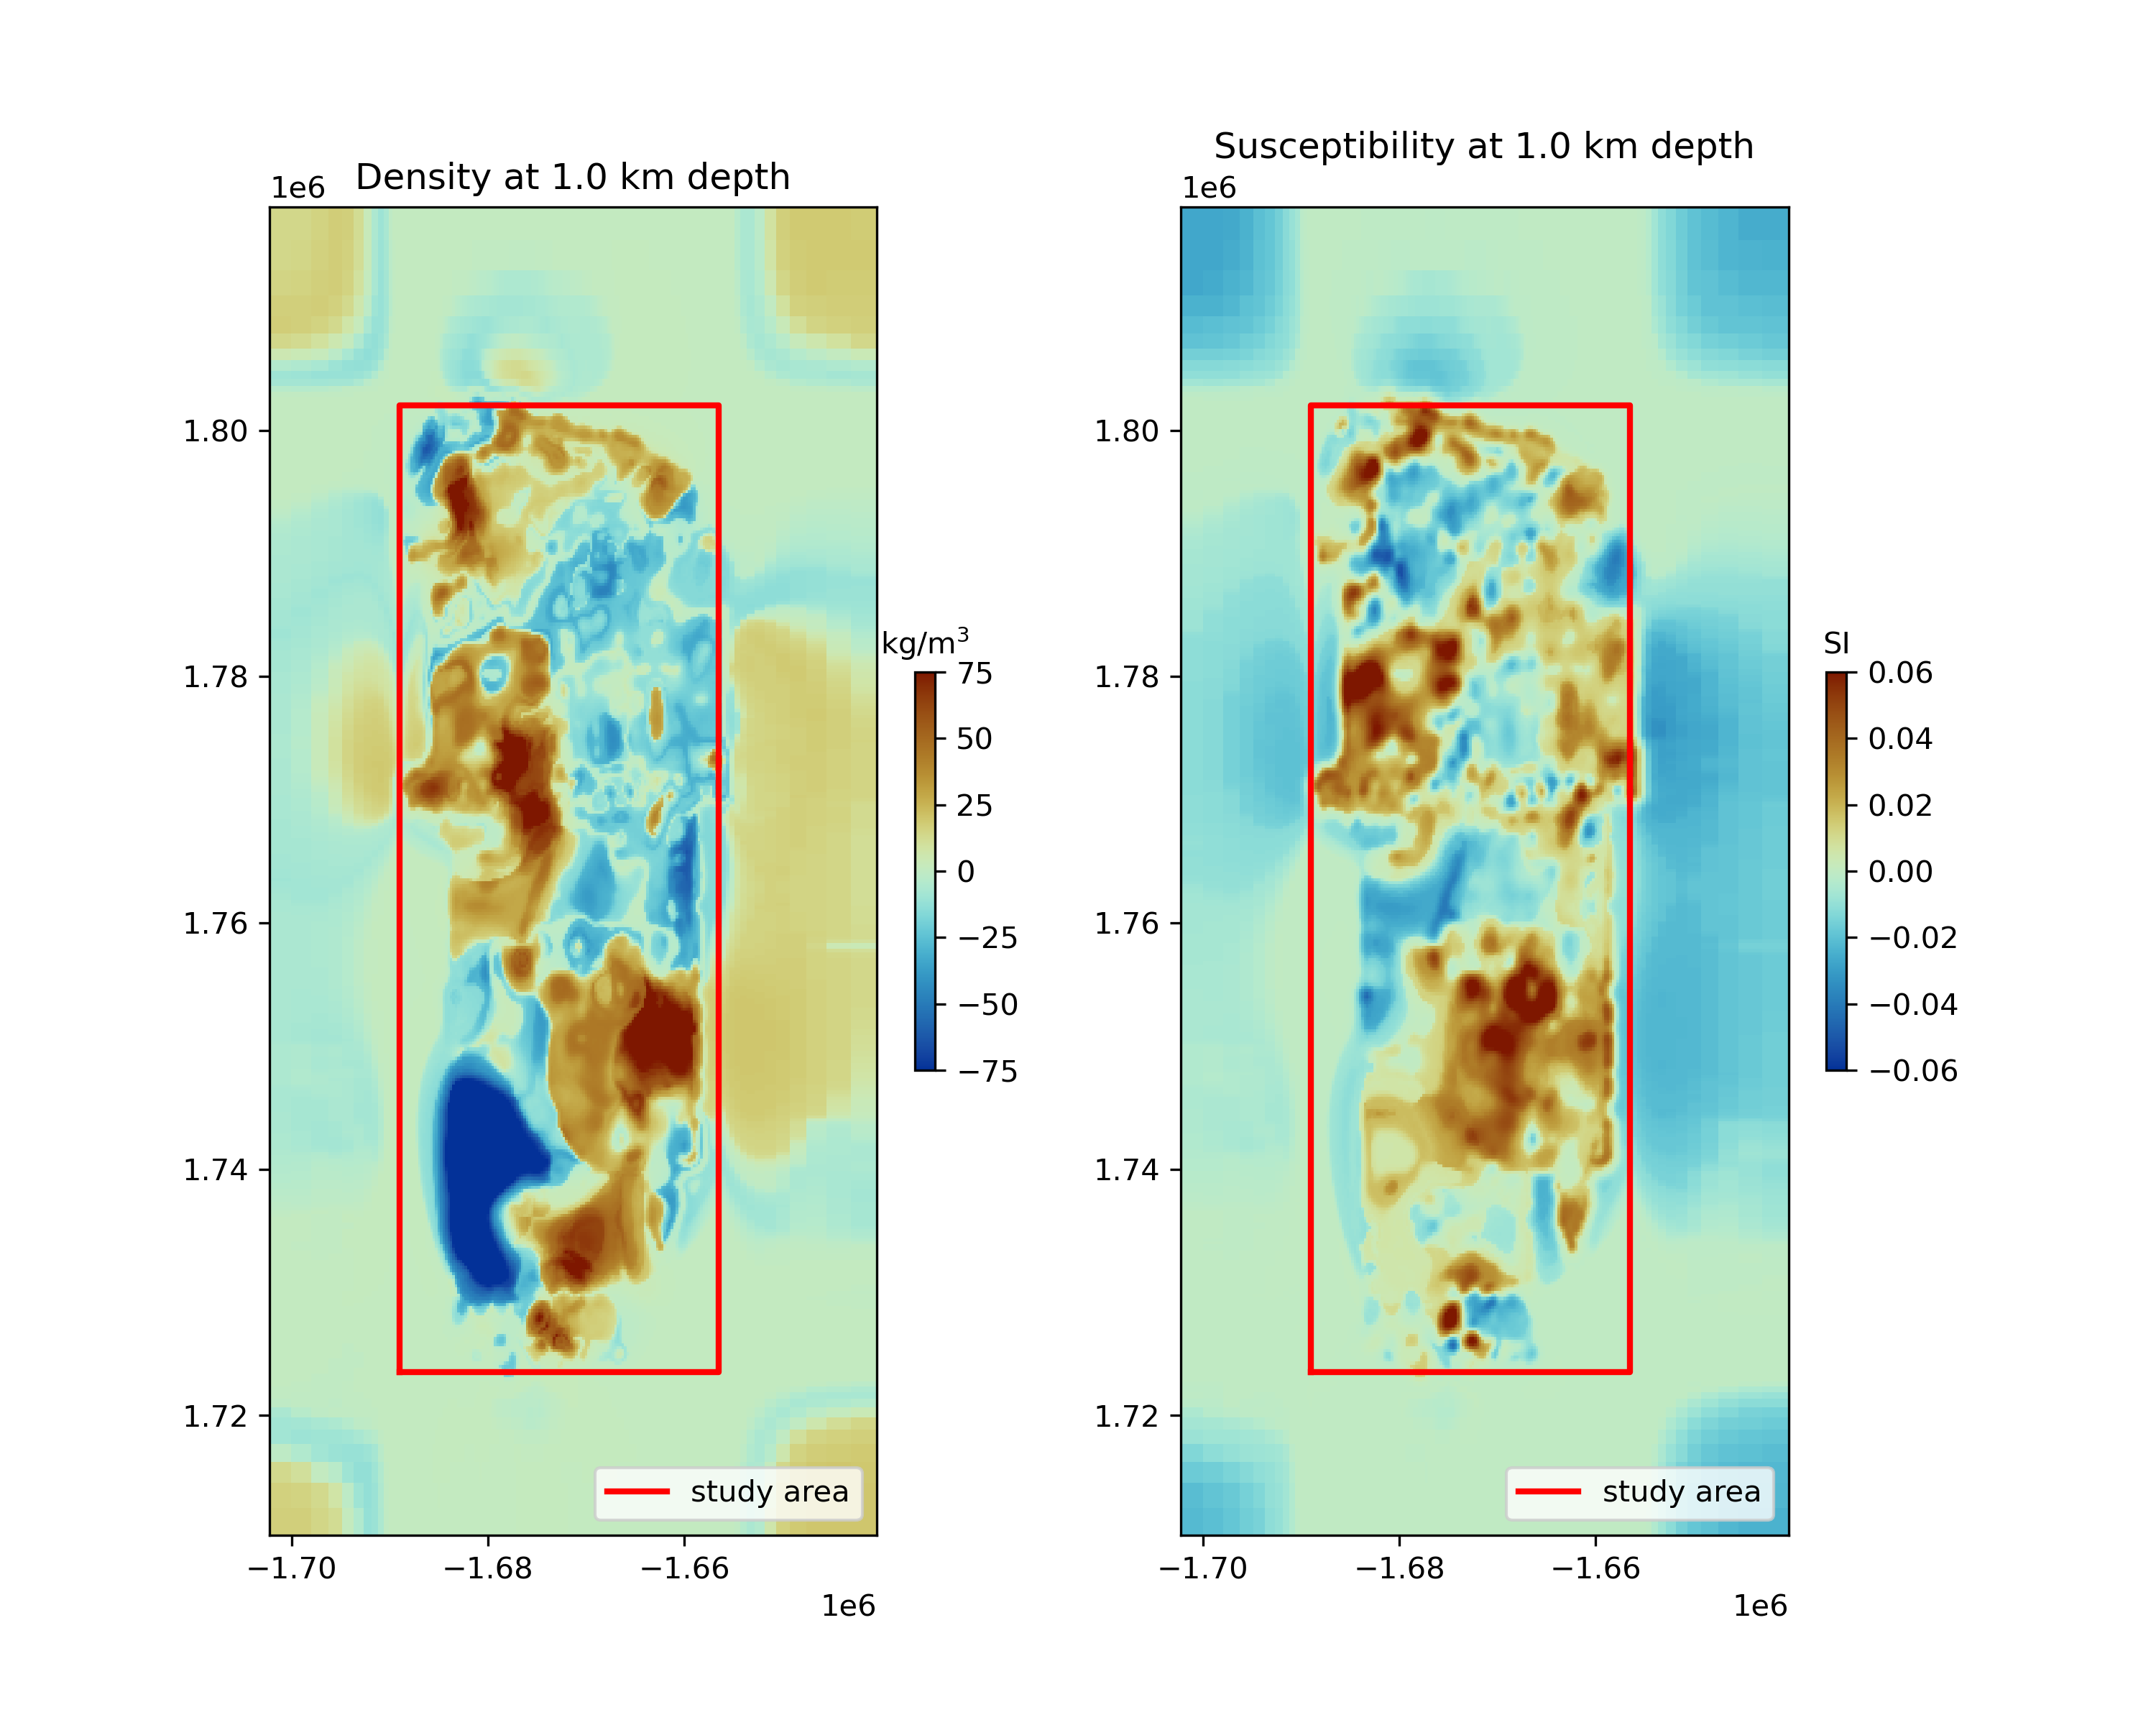 Density at 1.0 km depth
1e6
1.80
1.78
1.76
1.74
1.72
−1.70 −1.68 −1.66
1e6
study area
kg/m³
75
50
25
0
−25
−50
−75
Susceptibility at 1.0 km depth
1e6
1.80
1.78
1.76
1.74
1.72
−1.70 −1.68 −1.66
1e6
study area
SI
0.06
0.04
0.02
0.00
−0.02
−0.04
−0.06